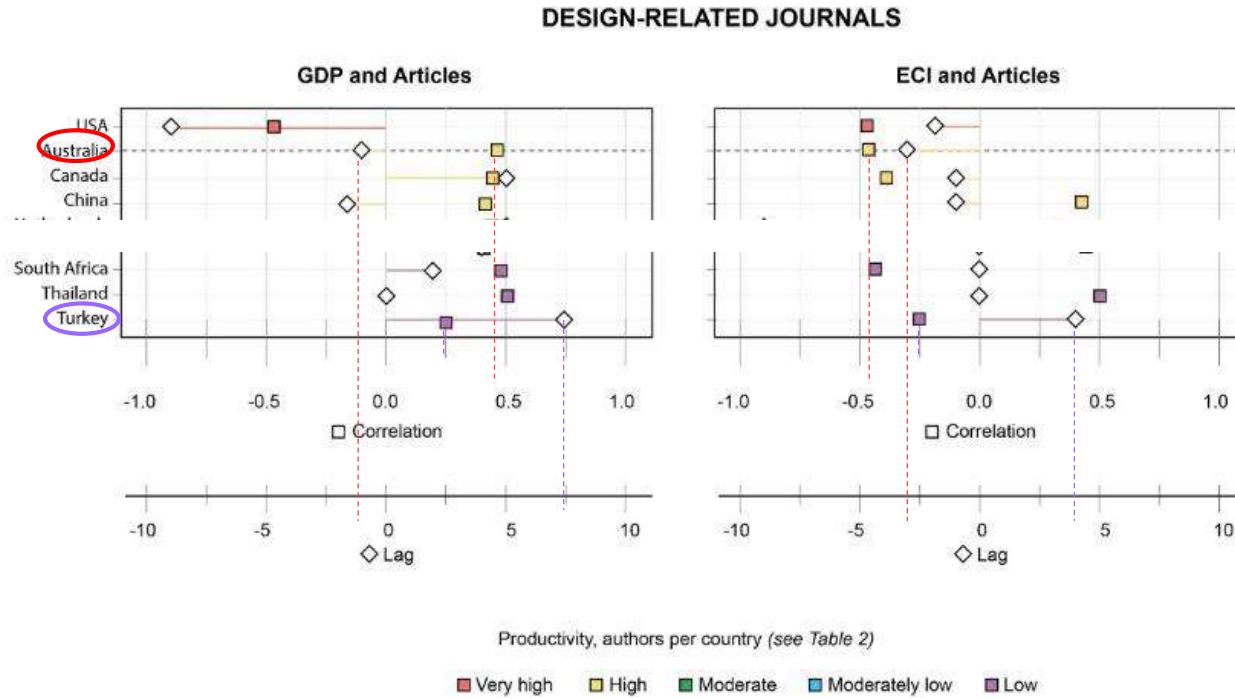 DESIGN-RELATED JOURNALS
GDP and Articles
ECI and Articles
USA
Australia
Canada
China
South Africa
Thailand
Turkey
-1.0 -0.5 0.0 0.5 1.0
-1.0 -0.5 0.0 0.5 1.0
Correlation
Correlation
-10 -5 0 5 10
-10 -5 0 5 10
Lag
Lag
Productivity, authors per country (see Table 2)
Very high High Moderate Moderately low Low